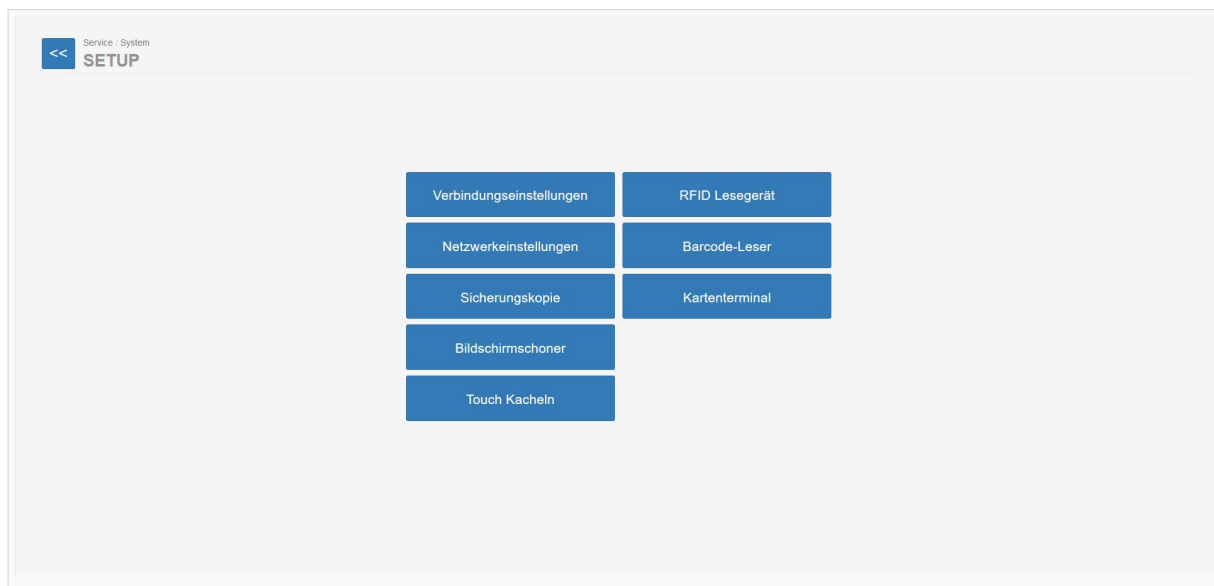 <<
Service / System
SETUP
Verbindungseinstellungen
RFID Lesegerät
Netzwerkeinstellungen
Barcode-Leser
Sicherungskopie
Kartenterminal
Bildschirmschoner
Touch Kacheln